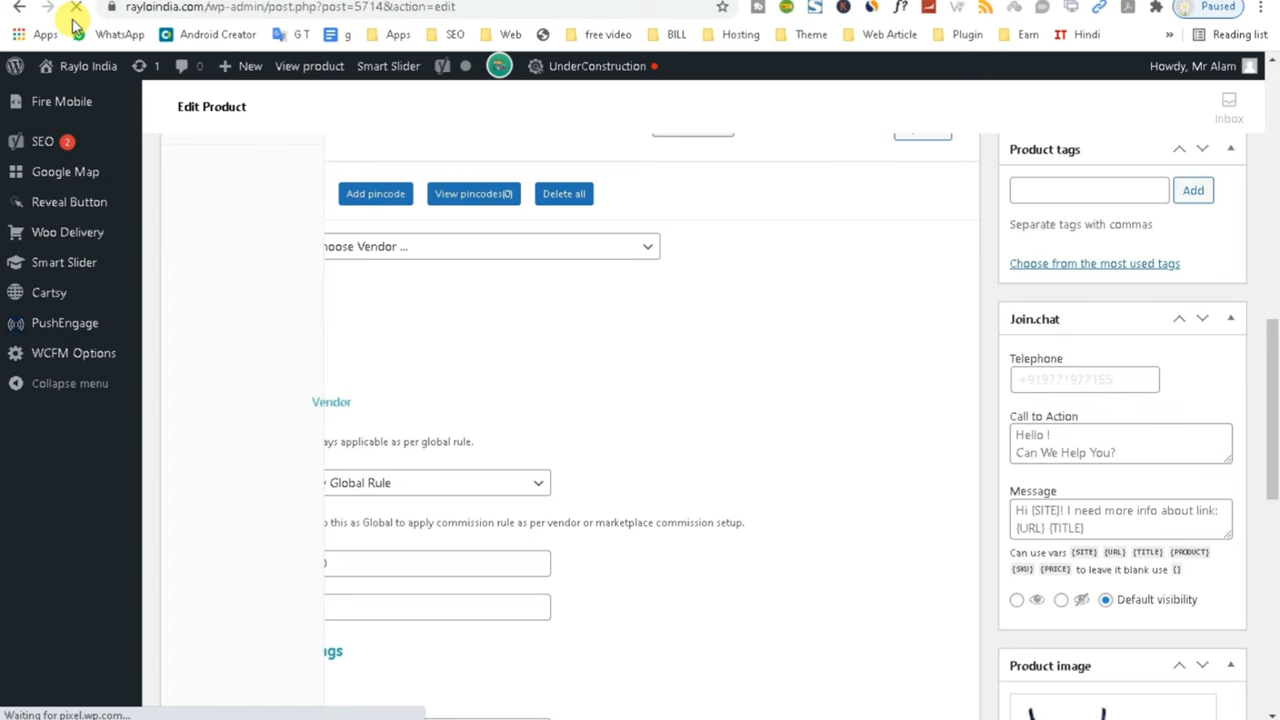 rayloindia.com/wp-admin/post.php?post=5714&action=edit
Paused
Apps WhatsApp Android Creator G T g Apps SEO Web free video BILL Hosting Theme Web Article Plugin Earn IT Hindi » Reading list
Raylo India 1 0 New View product Smart Slider UnderConstruction Howdy, Mr Alam
Fire Mobile
SEO 2
Google Map
Reveal Button
Woo Delivery
Smart Slider
Cartsy
PushEngage
WCFM Options
Collapse menu
Edit Product
Inbox
Add pincode View pincodes(0) Delete all
hoose Vendor ...
Vendor
ays applicable as per global rule.
Global Rule
this as Global to apply commission rule as per vendor or marketplace commission setup.
ngs
Product tags
Add
Separate tags with commas
Choose from the most used tags
Join.chat
Telephone
+919771977155
Call to Action
Hello !
Can We Help You?
Message
Hi {SITE}! I need more info about link:
{URL} {TITLE}
Can use vars {SITE} {URL} {TITLE} {PRODUCT}
{SKU} {PRICE} to leave it blank use {}
Default visibility
Product image
Waiting for pixel.wp.com...